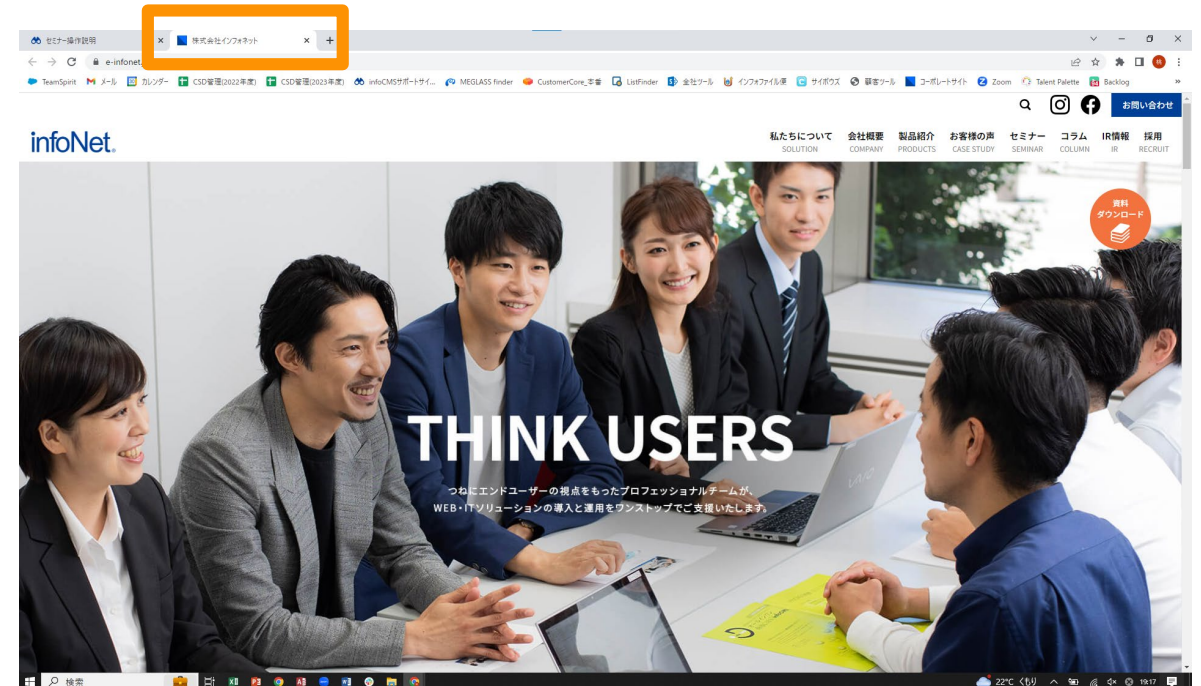 セミナー操作説明
株式会社インフォネット
e-infonet
TeamSpirit メール カレンダー CSD管理(2022年度) CSD管理(2023年度) infoCMSサポートサイ... MEGLASS finder CustomerCore_本番 ListFinder 全社ツール インフォファイル便 サイボウズ 顧客ツール コーポレートサイト Zoom Talent Palette Backlog »
お問い合わせ
infoNet.
私たちについて 会社概要 製品紹介 お客様の声 セミナー コラム IR情報 採用
SOLUTION COMPANY PRODUCTS CASE STUDY SEMINAR COLUMN IR RECRUIT
資料
ダウンロード
THINK USERS
つねにエンドユーザーの視点をもったプロフェッショナルチームが、
WEB・ITソリューションの導入と運用をワンストップでご支援いたします。
VAIO
検索
22°C くもり
19:17